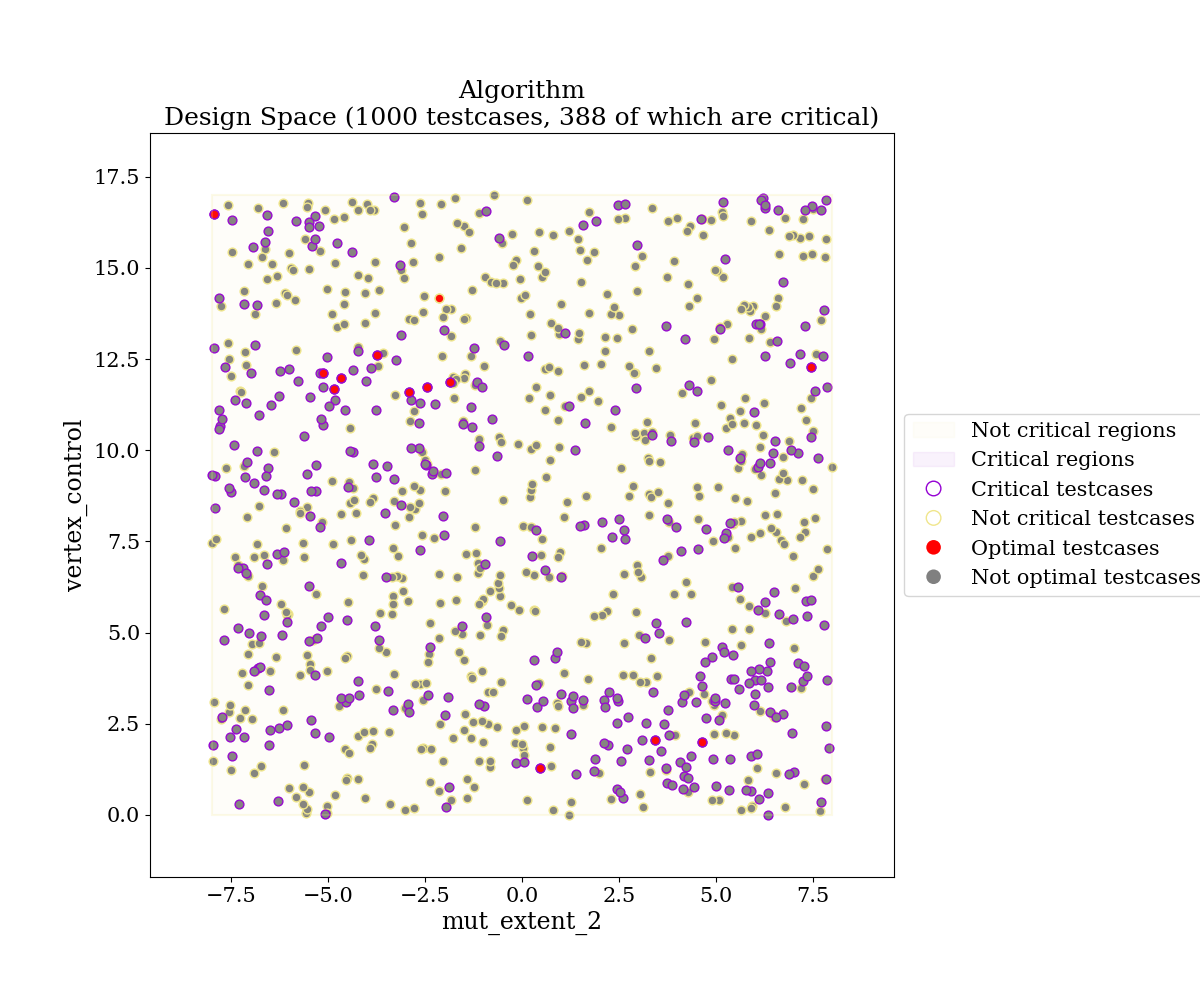 Algorithm
Design Space (1000 testcases, 388 of which are critical)
17.5
15.0
12.5
10.0
7.5
5.0
2.5
0.0
vertex_control
−7.5
−5.0
−2.5
0.0
2.5
5.0
7.5
mut_extent_2
Not critical regions
Critical regions
Critical testcases
Not critical testcases
Optimal testcases
Not optimal testcases